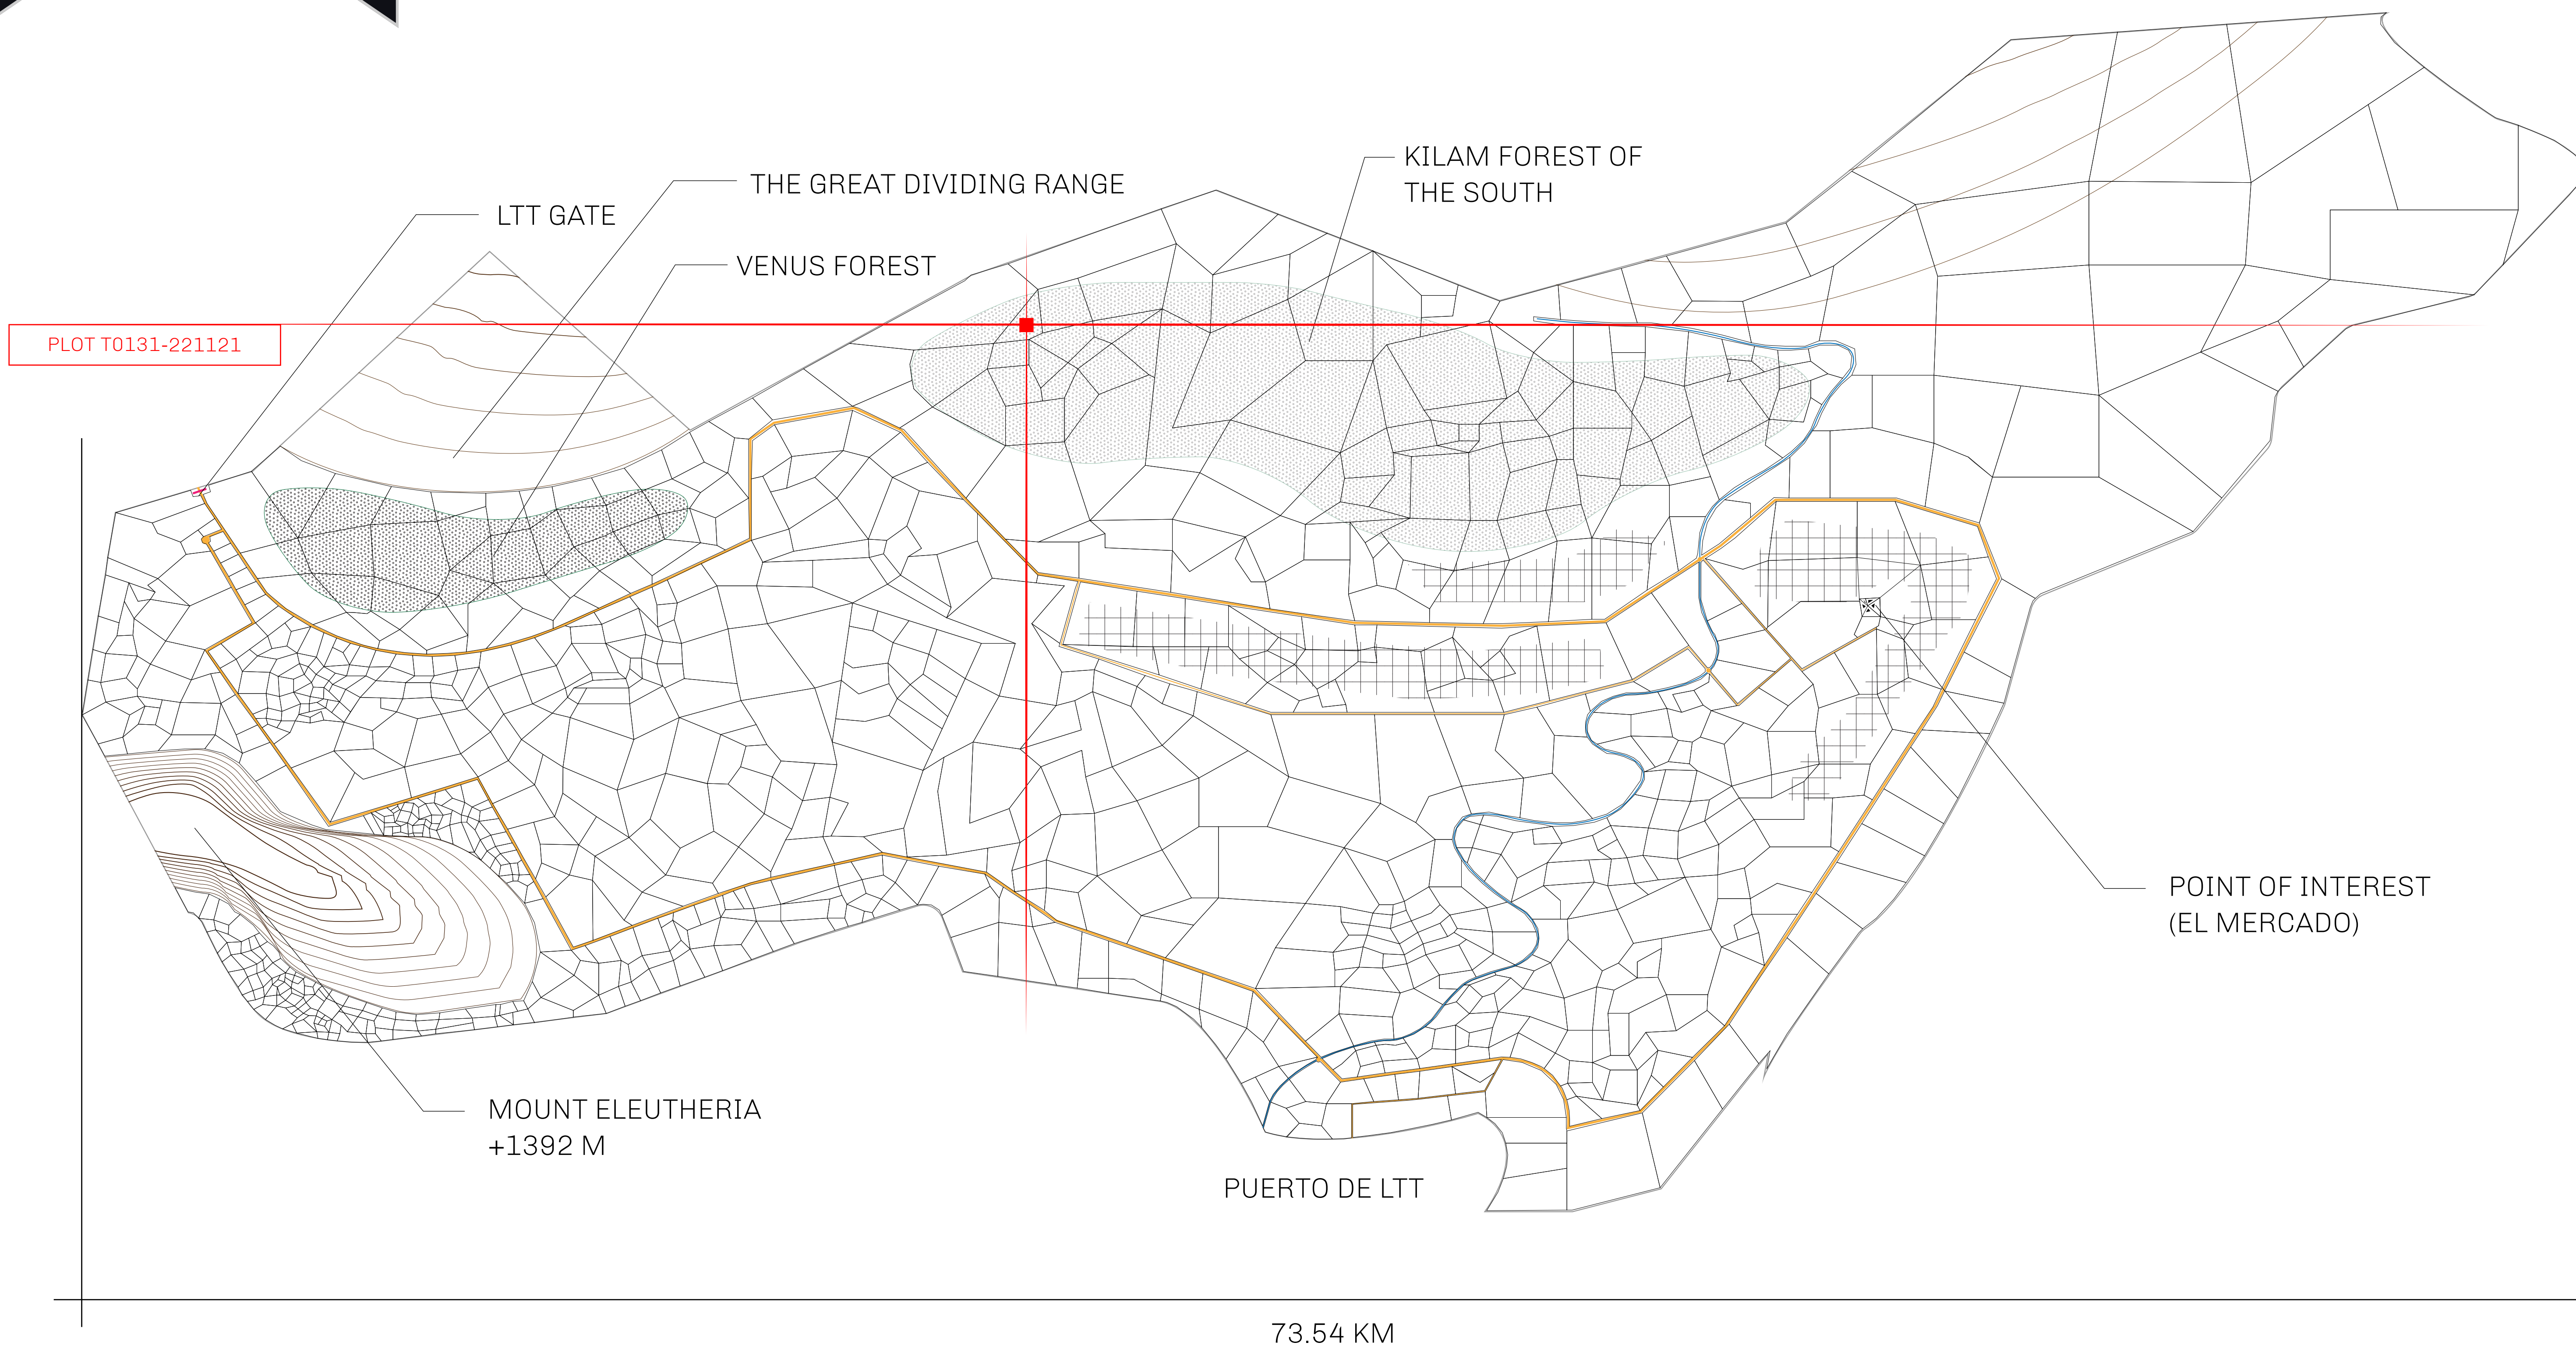 KILAM FOREST OF
THE SOUTH
THE GREAT DIVIDING RANGE
LTT GATE
VENUS FOREST
PLOT T0131-221121
POINT OF INTEREST
(EL MERCADO)
MOUNT ELEUTHERIA
+1392 M
PUERTO DE LTT
73.54 KM